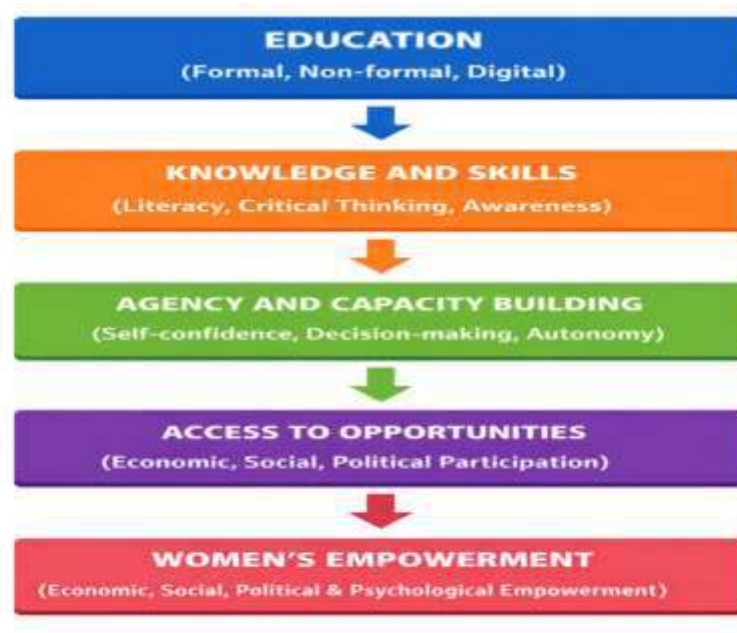 EDUCATION
(Formal, Non-formal, Digital)
KNOWLEDGE AND SKILLS
(Literacy, Critical Thinking, Awareness)
AGENCY AND CAPACITY BUILDING
(Self-confidence, Decision-making, Autonomy)
ACCESS TO OPPORTUNITIES
(Economic, Social, Political Participation)
WOMEN'S EMPOWERMENT
(Economic, Social, Political & Psychological Empowerment)